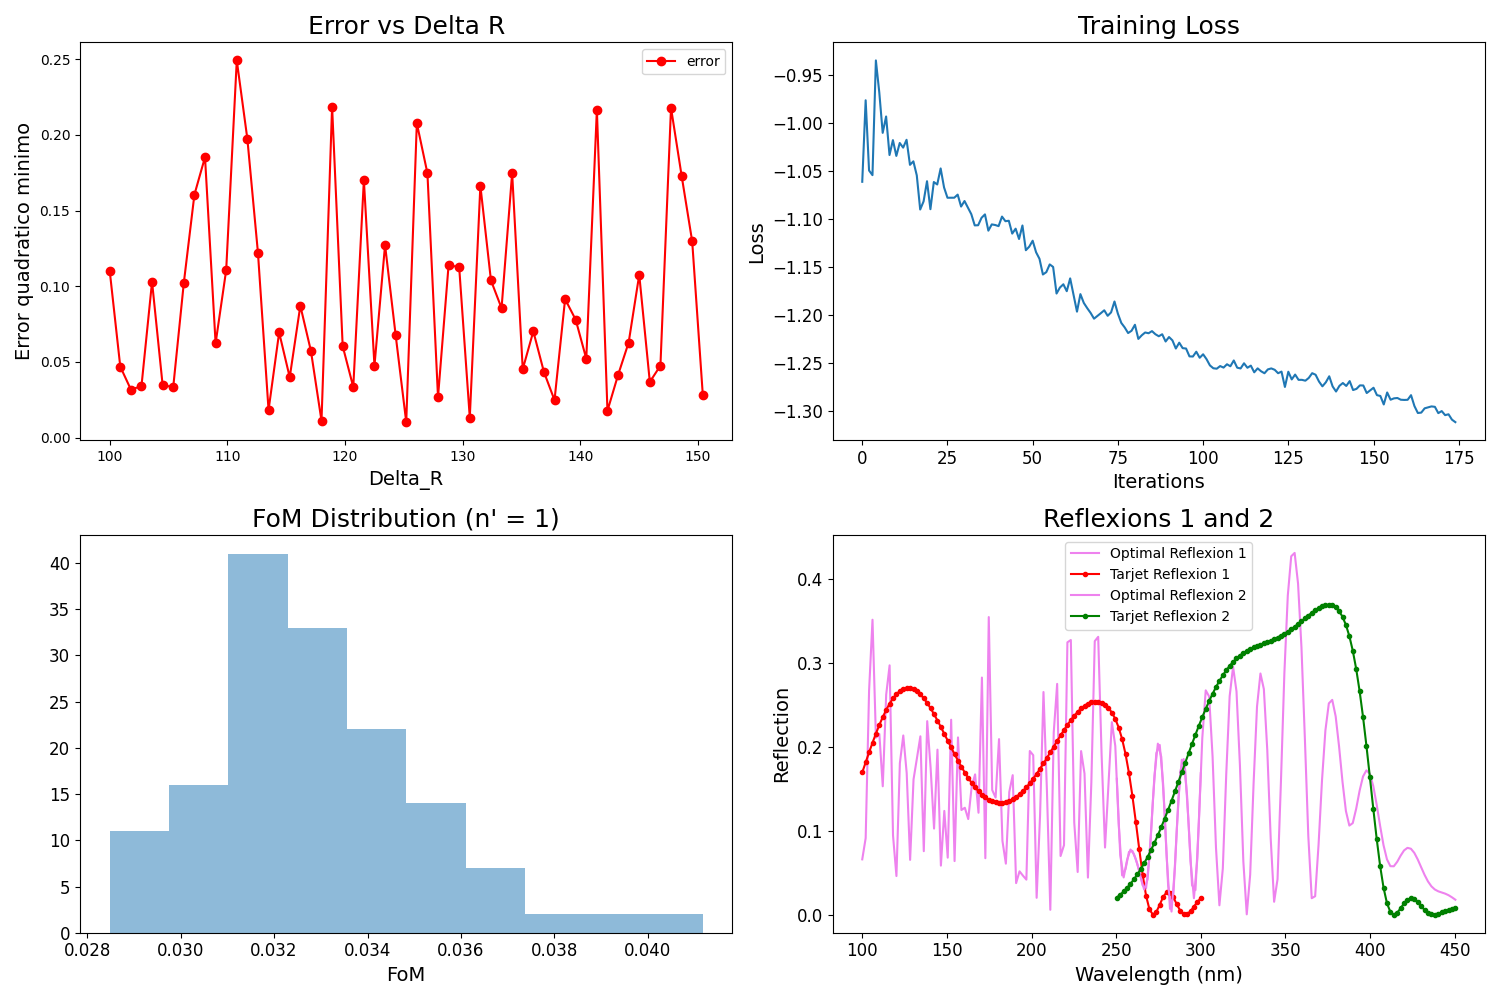 Error vs Delta R
Error quadratico minimo
0.25
0.20
0.15
0.10
0.05
0.00
error
100 110 120 130 140 150
Delta_R
Training Loss
Loss
−0.95
−1.00
−1.05
−1.10
−1.15
−1.20
−1.25
−1.30
0 25 50 75 100 125 150 175
Iterations
FoM Distribution (n' = 1)
40
35
30
25
20
15
10
5
0
0.028 0.030 0.032 0.034 0.036 0.038 0.040
FoM
Reflexions 1 and 2
Reflection
0.4
0.3
0.2
0.1
0.0
Optimal Reflexion 1
Tarjet Reflexion 1
Optimal Reflexion 2
Tarjet Reflexion 2
100 150 200 250 300 350 400 450
Wavelength (nm)